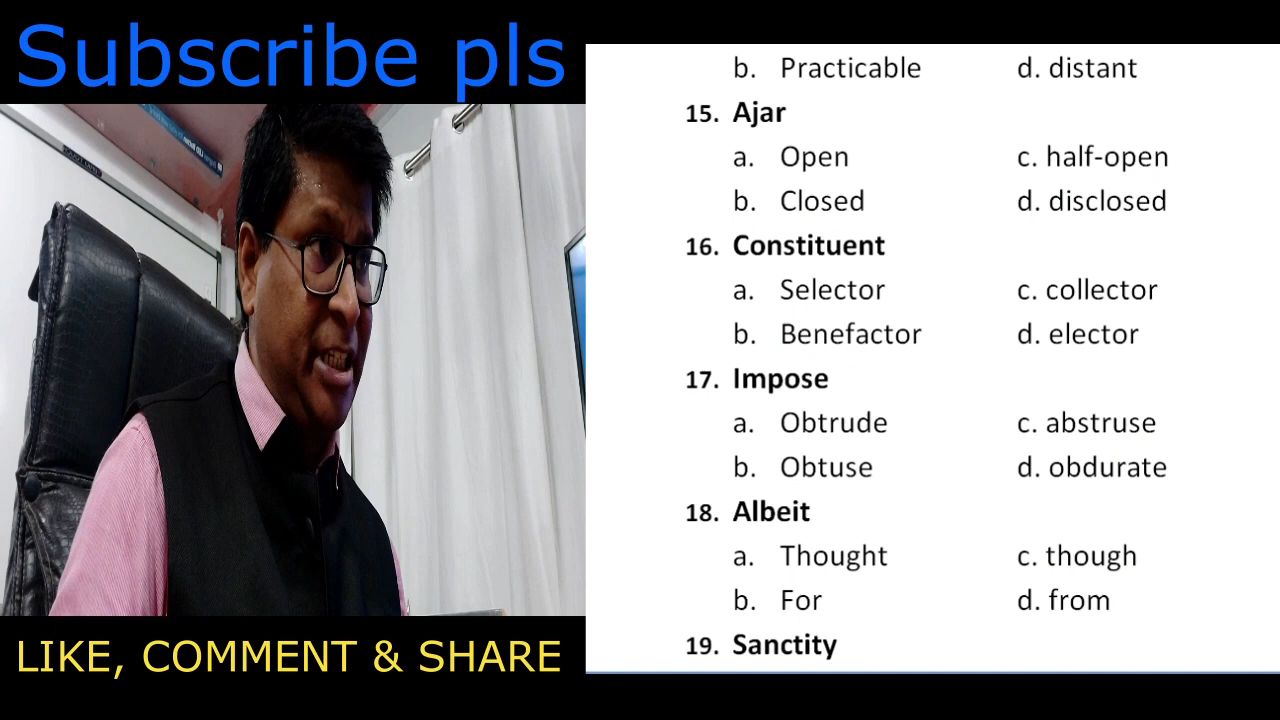 Subscribe pls
b. Practicable d. distant
15. Ajar
a. Open c. half-open
b. Closed d. disclosed
16. Constituent
a. Selector c. collector
b. Benefactor d. elector
17. Impose
a. Obtrude c. abstruse
b. Obtuse d. obdurate
18. Albeit
a. Thought c. though
b. For d. from
19. Sanctity
LIKE, COMMENT & SHARE